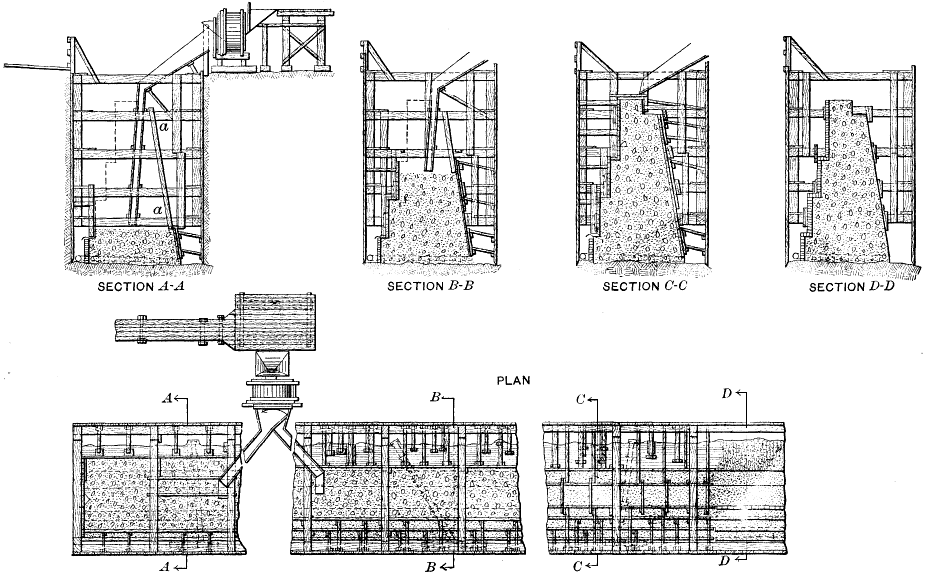 a
a
SECTION A-A
SECTION B-B
SECTION C-C
SECTION D-D
PLAN
A
B
C
D
A
B
C
D